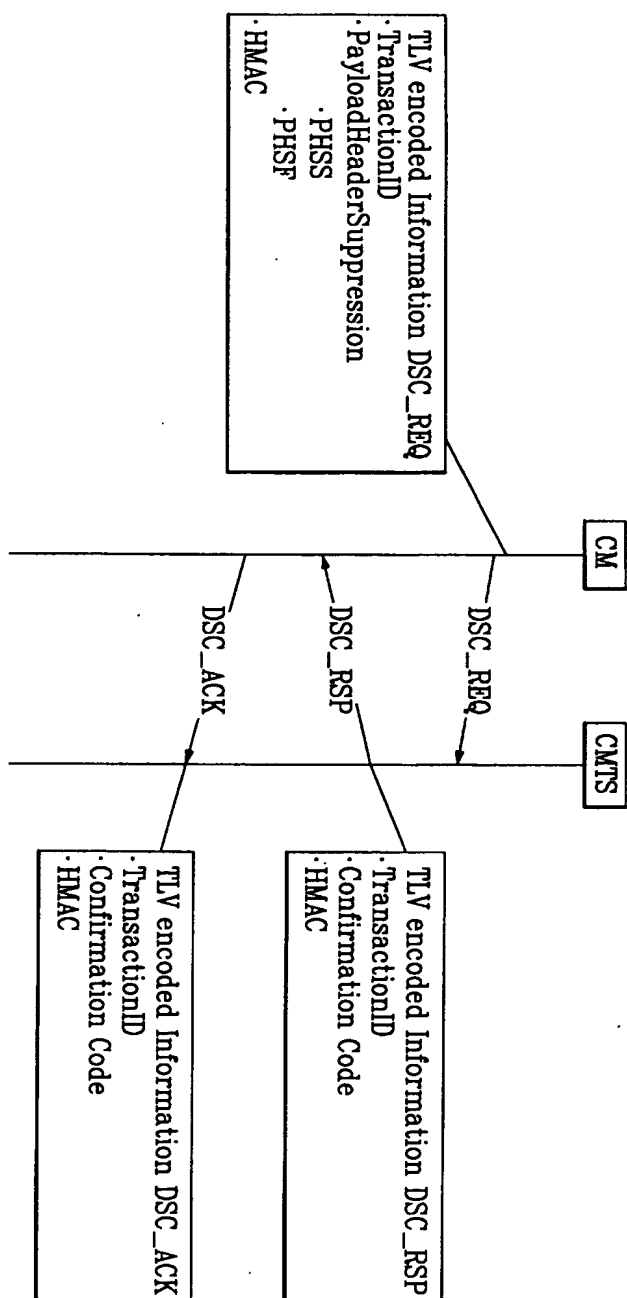 CM
CMTS
TLV encoded Information DSC_REQ
·TransactionID
·PayloadHeaderSuppression
·PHSS
·PHSF
·HMAC
DSC_REQ
DSC_RSP
DSC_ACK
TLV encoded Information DSC_RSP
·TransactionID
·Confirmation Code
·HMAC
TLV encoded Information DSC_ACK
·TransactionID
·Confirmation Code
·HMAC